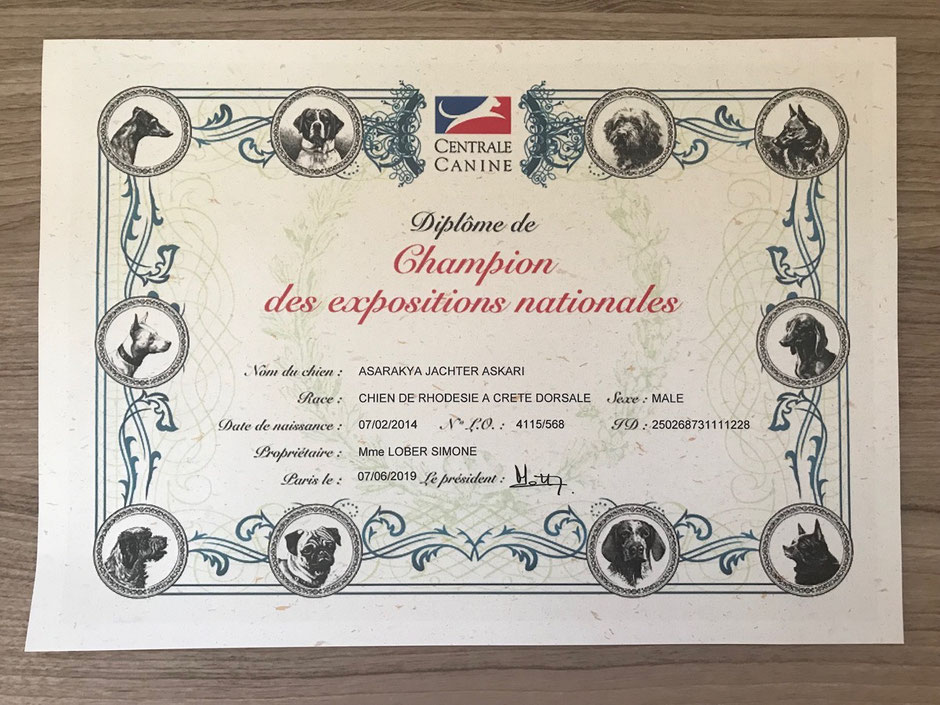 CENTRALE
CANINE
Diplôme de
Champion
des expositions nationales
Nom du chien : ASARAKYA JACHTER ASKARI
Race : CHIEN DE RHODESIE A CRETE DORSALE Sexe : MALE
Date de naissance : 07/02/2014 N° L.O. : 4115/568 ID : 250268731111228
Propriétaire : Mme LOBER SIMONE
Paris le : 07/06/2019 Le président :